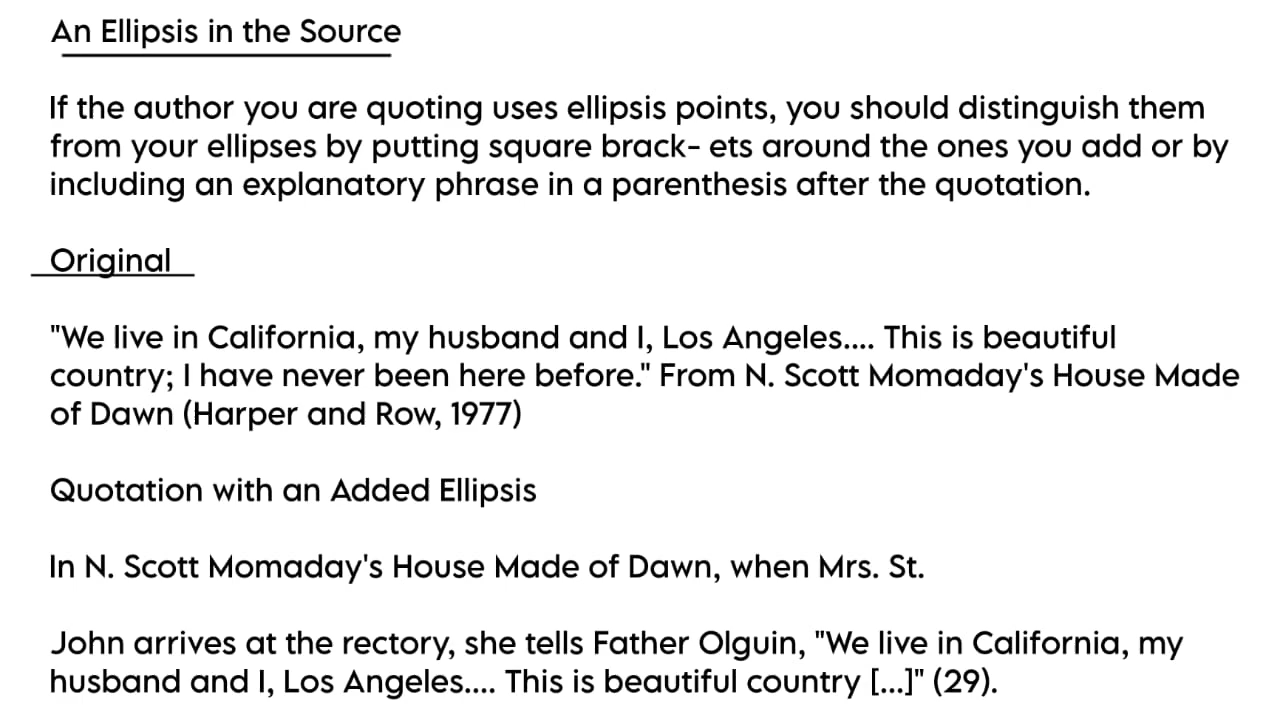 An Ellipsis in the Source
If the author you are quoting uses ellipsis points, you should distinguish them
from your ellipses by putting square brack- ets around the ones you add or by
including an explanatory phrase in a parenthesis after the quotation.
Original
"We live in California, my husband and I, Los Angeles.... This is beautiful
country; I have never been here before." From N. Scott Momaday's House Made
of Dawn (Harper and Row, 1977)
Quotation with an Added Ellipsis
In N. Scott Momaday's House Made of Dawn, when Mrs. St.
John arrives at the rectory, she tells Father Olguin, "We live in California, my
husband and I, Los Angeles.... This is beautiful country [...]" (29).